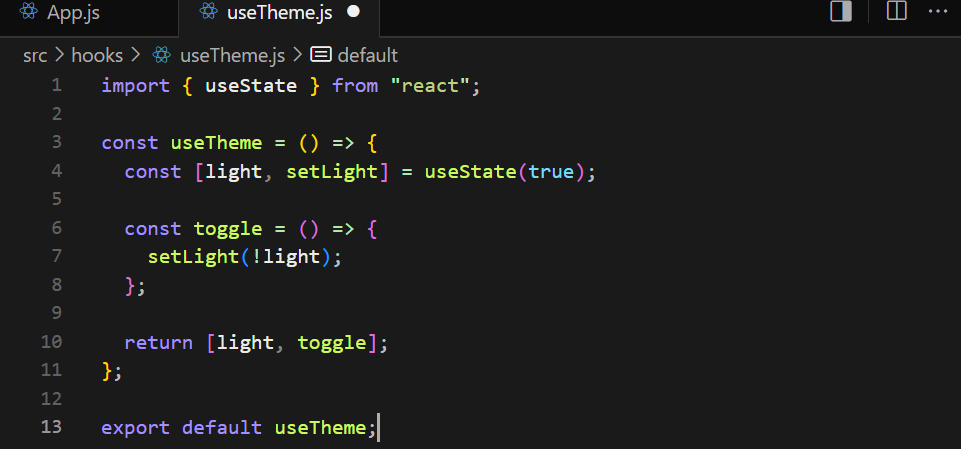 App.js useTheme.js
src > hooks > useTheme.js > default
1 import { useState } from "react";
2
3 const useTheme = () => {
4   const [light, setLight] = useState(true);
5
6   const toggle = () => {
7     setLight(!light);
8   };
9
10   return [light, toggle];
11 };
12
13 export default useTheme;